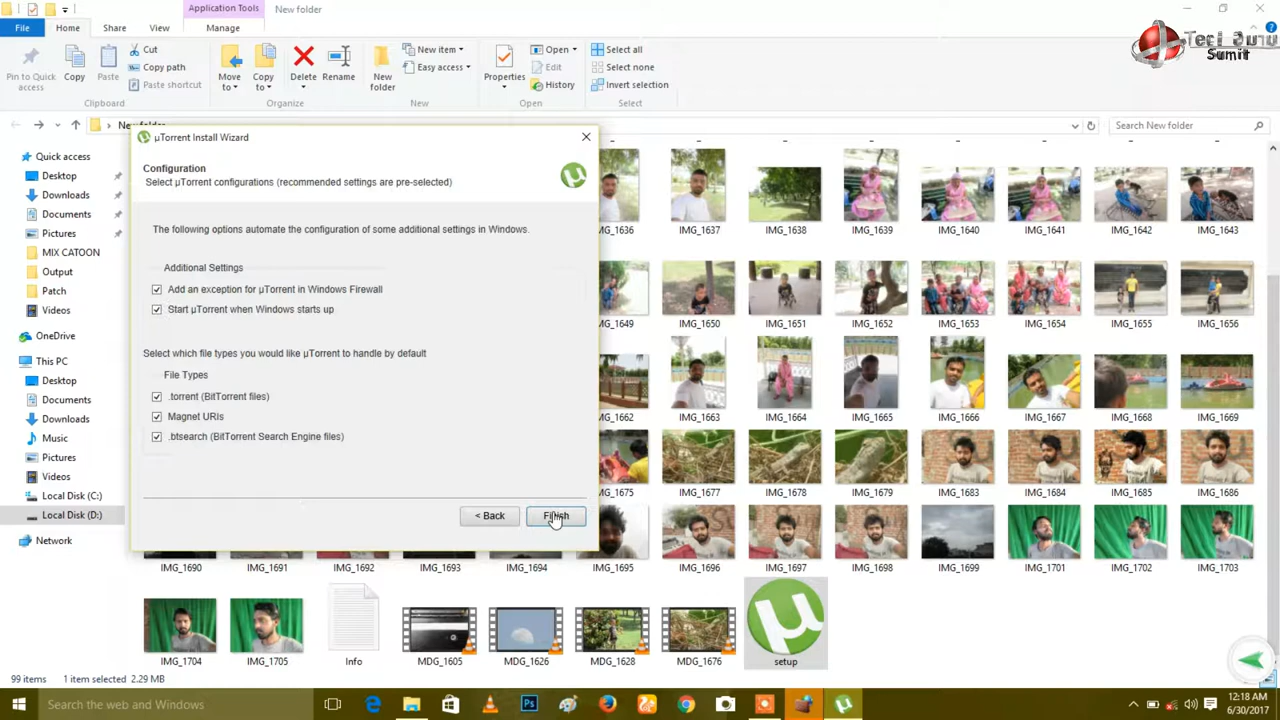 Application Tools
New folder
File
Home
Share
View
Manage
Pin to Quick access
Copy
Paste
Cut
Copy path
Paste shortcut
Clipboard
Move to
Copy to
Delete
Rename
Organize
New folder
New item
Easy access
New
Properties
Open
Edit
History
Open
Select all
Select none
Invert selection
Select
Sumit
Search New folder
Quick access
Desktop
Downloads
Documents
Pictures
MIX CATOON
Output
Patch
Videos
OneDrive
This PC
Desktop
Documents
Downloads
Music
Pictures
Videos
Local Disk (C:)
Local Disk (D:)
Network
µTorrent Install Wizard
Configuration
Select µTorrent configurations (recommended settings are pre-selected)
The following options automate the configuration of some additional settings in Windows.
Additional Settings
Add an exception for µTorrent in Windows Firewall
Start µTorrent when Windows starts up
Select which file types you would like µTorrent to handle by default
File Types
.torrent (BitTorrent files)
Magnet URIs
.btsearch (BitTorrent Search Engine files)
< Back
Finish
1636 IMG_1637 IMG_1638 IMG_1639 IMG_1640 IMG_1641 IMG_1642 IMG_1643
1649 IMG_1650 IMG_1651 IMG_1652 IMG_1653 IMG_1654 IMG_1655 IMG_1656
1662 IMG_1663 IMG_1664 IMG_1665 IMG_1666 IMG_1667 IMG_1668 IMG_1669
1675 IMG_1677 IMG_1678 IMG_1679 IMG_1683 IMG_1684 IMG_1685 IMG_1686
IMG_1690 IMG_1691 IMG_1692 IMG_1693 IMG_1694 IMG_1695 IMG_1696 IMG_1697 IMG_1698 IMG_1699 IMG_1701 IMG_1702 IMG_1703
IMG_1704 IMG_1705 Info MDG_1605 MDG_1626 MDG_1628 MDG_1676 setup
99 items 1 item selected 2.29 MB
Search the web and Windows
12:18 AM
6/30/2017